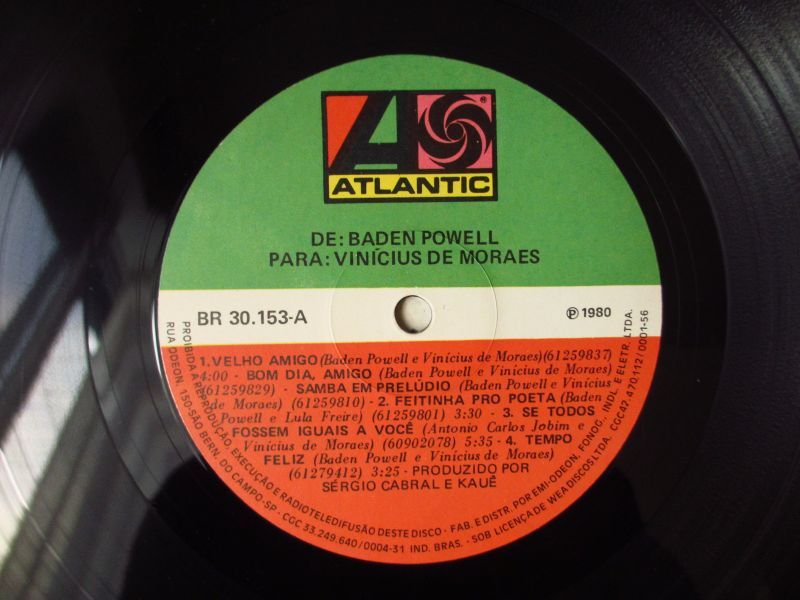 ATLANTIC
®
DE: BADEN POWELL
PARA: VINÍCIUS DE MORAES
BR 30.153-A
℗ 1980
1. VELHO AMIGO (Baden Powell e Vinícius de Moraes) (61259837)
4:00 - BOM DIA, AMIGO (Baden Powell e Vinícius de Moraes)
(61259829) - SAMBA EM PRELÚDIO (Baden Powell e Vinícius
de Moraes) (61259810) - 2. FEITINHA PRO POETA (Baden
Powell e Lula Freire) (61259801) 3:30 - 3. SE TODOS
FOSSEM IGUAIS A VOCÊ (Antonio Carlos Jobim e
Vinícius de Moraes) (60902078) 5:35 - 4. TEMPO
FELIZ (Baden Powell e Vinícius de Moraes)
(61279412) 3:25 - PRODUZIDO POR
SÉRGIO CABRAL E KAUÊ
PROIBIDA A REPRODUÇÃO, EXECUÇÃO E RADIOTELEDIFUSÃO DESTE DISCO - FAB. E DISTR. POR EMI-ODEON, FONOG. INDL. E ELETR. LTDA.
RUA ODEON, 150-SÃO BERN. DO CAMPO-SP - CGC 33.249.640/0004-31 IND. BRAS. - SOB LICENÇA DE WEA DISCOS LTDA. CGC 42.470.112/0001-56